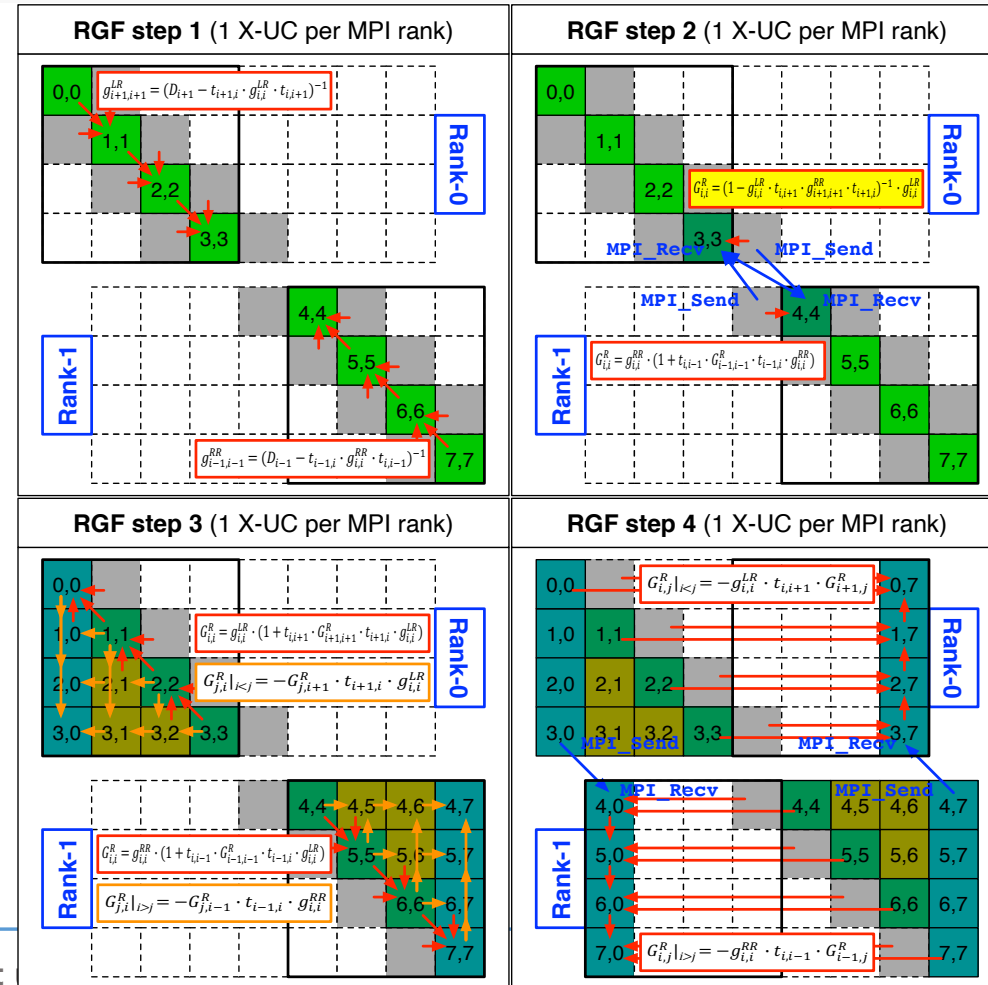 RGF step 1 (1 X-UC per MPI rank)
0,0
g^{LR}_{i+1,i+1} = (D_{i+1} − t_{i+1,i} · g^{LR}_{i,i} · t_{i,i+1})^{−1}
1,1
2,2
3,3
Rank-0
4,4
5,5
6,6
7,7
Rank-1
g^{RR}_{i−1,i−1} = (D_{i−1} − t_{i−1,i} · g^{RR}_{i,i} · t_{i,i−1})^{−1}
RGF step 2 (1 X-UC per MPI rank)
0,0
1,1
2,2
G^{R}_{i,i} = (1 − g^{LR}_{i,i} · t_{i,i+1} · g^{RR}_{i+1,i+1} · t_{i+1,i})^{−1} · g^{LR}_{i,i}
3,3
Rank-0
MPI_Recv
MPI_Send
MPI_Send
MPI_Recv
4,4
G^{R}_{i,i} = g^{RR}_{i,i} · (1 + t_{i,i−1} · G^{R}_{i−1,i−1} · t_{i−1,i} · g^{RR}_{i,i})
5,5
6,6
7,7
Rank-1
RGF step 3 (1 X-UC per MPI rank)
0,0
1,0 1,1
G^{R}_{i,i} = g^{LR}_{i,i} · (1 + t_{i,i+1} · G^{R}_{i+1,i+1} · t_{i+1,i} · g^{LR}_{i,i})
2,0 2,1 2,2
G^{R}_{j,i}|_{i<j} = −G^{R}_{j,i+1} · t_{i+1,i} · g^{LR}_{i,i}
3,0 3,1 3,2 3,3
Rank-0
4,4 4,5 4,6 4,7
G^{R}_{i,i} = g^{RR}_{i,i} · (1 + t_{i,i−1} · G^{R}_{i−1,i−1} · t_{i−1,i} · g^{LR}_{i,i})
5,5 5,6 5,7
G^{R}_{j,i}|_{i>j} = −G^{R}_{j,i−1} · t_{i−1,i} · g^{RR}_{i,i}
6,6 6,7
7,7
Rank-1
RGF step 4 (1 X-UC per MPI rank)
0,0
G^{R}_{i,j}|_{i<j} = −g^{LR}_{i,i} · t_{i,i+1} · G^{R}_{i+1,j}
0,7
1,0 1,1 1,7
2,0 2,1 2,2 2,7
3,0 3,1 3,2 3,3 3,7
Rank-0
MPI_Send
MPI_Recv
MPI_Recv
MPI_Send
4,0 4,4 4,5 4,6 4,7
5,0 5,5 5,6 5,7
6,0 6,6 6,7
7,0
G^{R}_{i,j}|_{i>j} = −g^{RR}_{i,i} · t_{i,i−1} · G^{R}_{i−1,j}
7,7
Rank-1